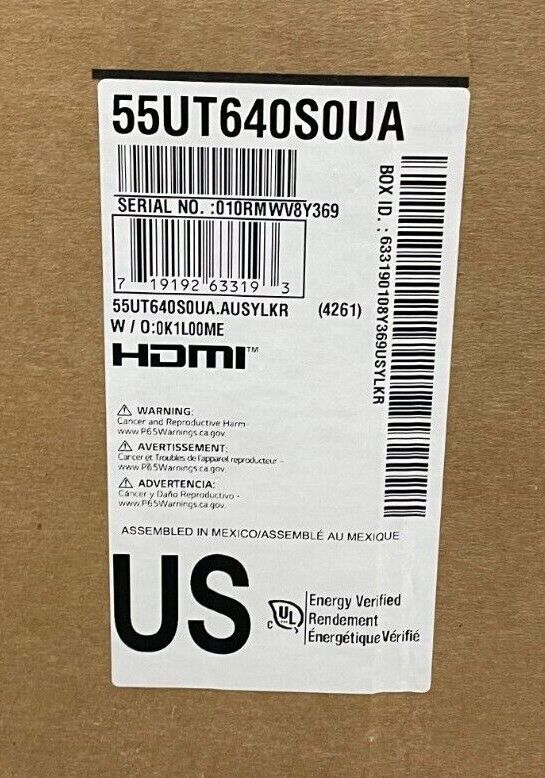 55UT640S0UA
SERIAL NO. :010RMWV8Y369
7 19192 63319 3
55UT640S0UA.AUSYLKR (4261)
W / O:0K1L00ME
HDMI™
BOX ID. : 633190108Y369USYLKR
⚠ WARNING:
Cancer and Reproductive Harm-
www.P65Warnings.ca.gov.
⚠ AVERTISSEMENT:
Cancer et Troubles de l'appareil reproducteur -
www.P65Warnings.ca.gov.
⚠ ADVERTENCIA:
Cáncer y Daño Reproductivo -
www.P65Warnings.ca.gov.
ASSEMBLED IN MEXICO/ASSEMBLÉ AU MEXIQUE
US
C UL
Energy Verified
Rendement
Énergétique Vérifié